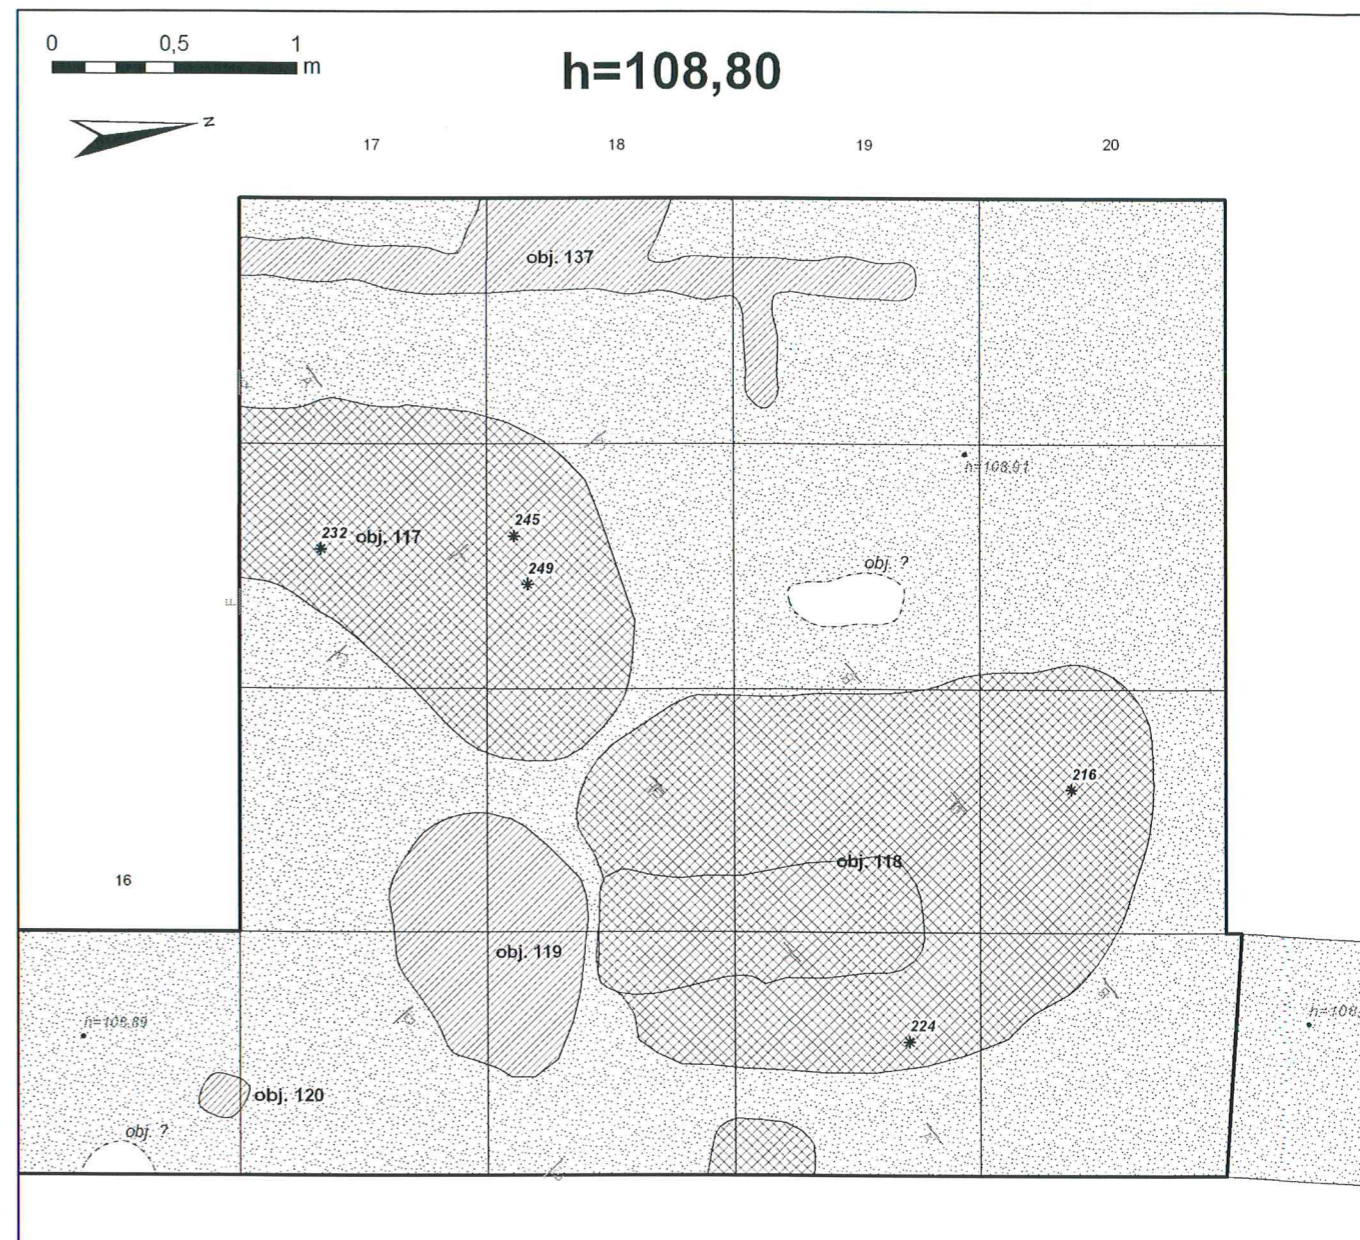 0 0,5 1
m
h=108,80
N
17 18 19 20
obj. 137
h=108,91
245
232 obj. 117
249
obj. ?
216
obj. 118
16
obj. 119
h=108,89
224
obj. 120
obj. ?